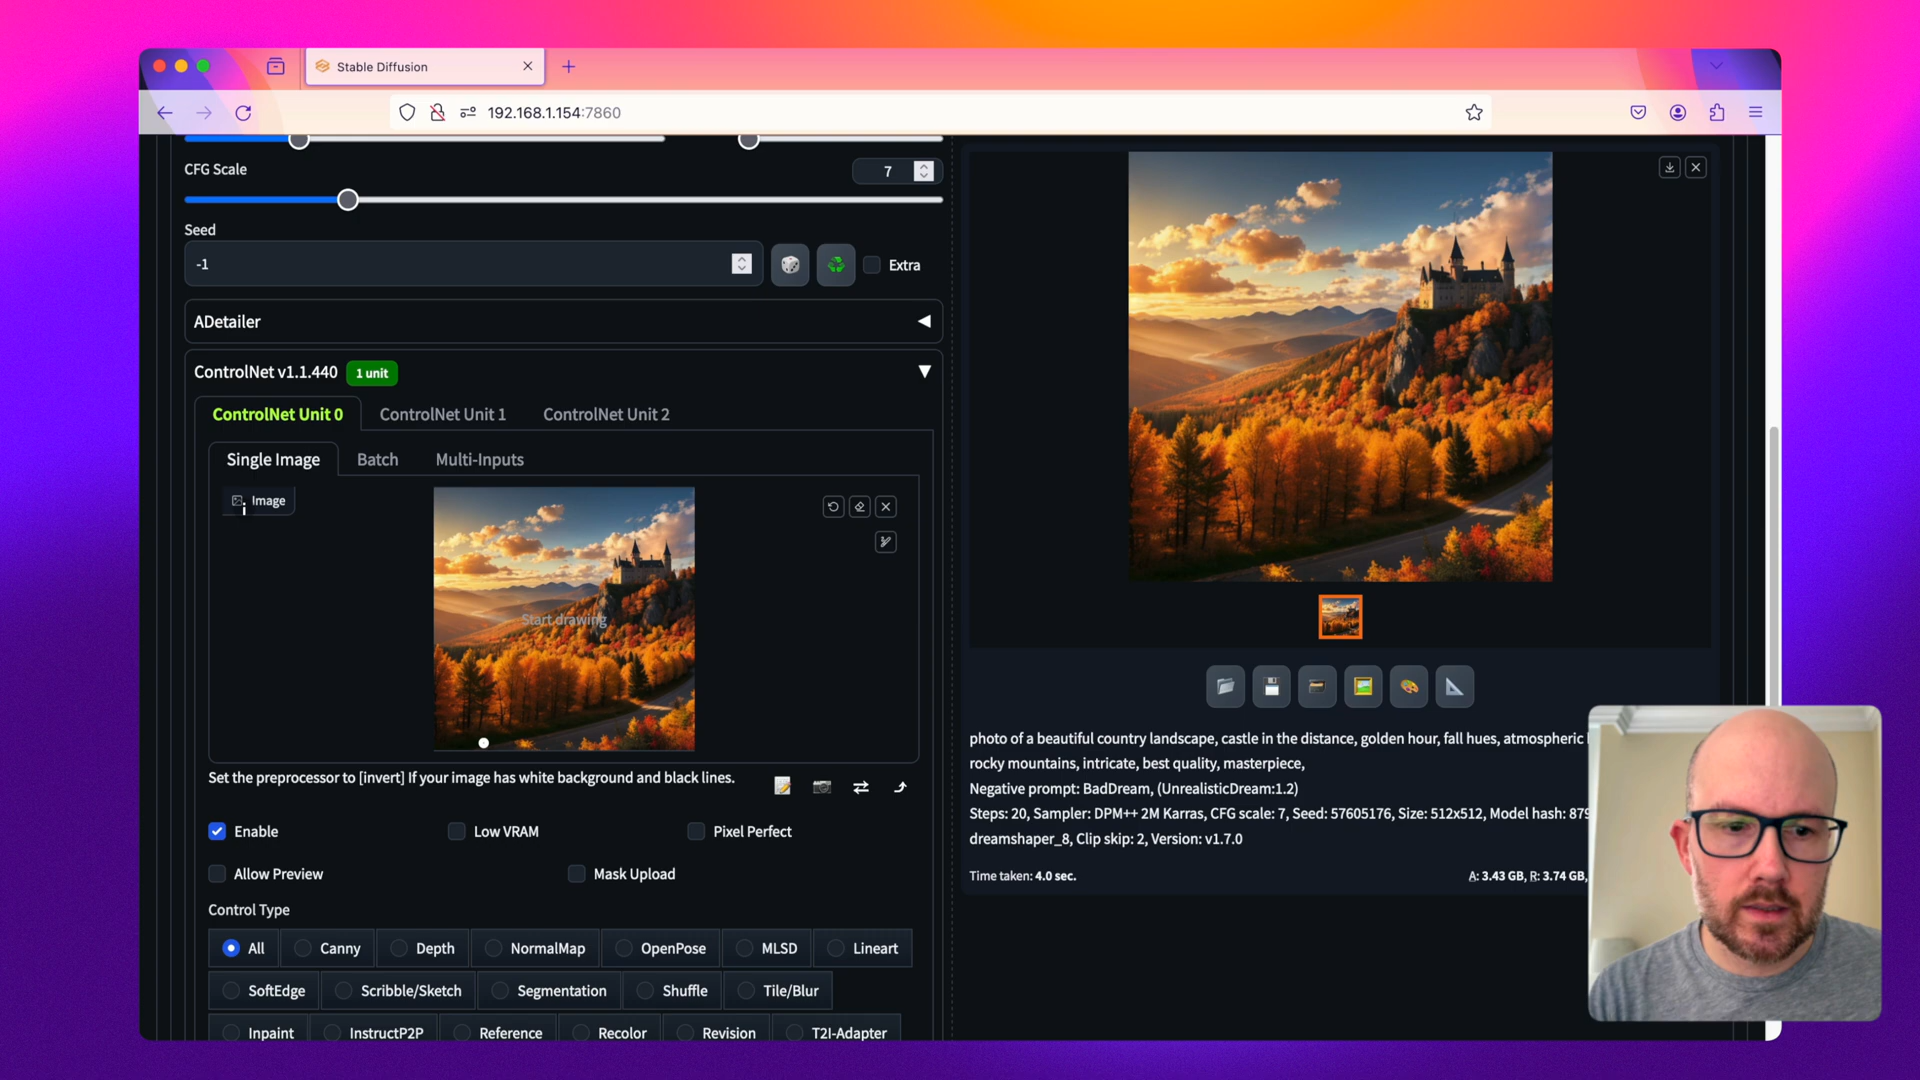 Stable Diffusion
192.168.1.154:7860
CFG Scale
7
Seed
-1
Extra
ADetailer
ControlNet v1.1.440 1 unit
ControlNet Unit 0 ControlNet Unit 1 ControlNet Unit 2
Single Image Batch Multi-Inputs
Image
Start drawing
Set the preprocessor to [invert] If your image has white background and black lines.
Enable Low VRAM Pixel Perfect
Allow Preview Mask Upload
Control Type
All Canny Depth NormalMap OpenPose MLSD Lineart
SoftEdge Scribble/Sketch Segmentation Shuffle Tile/Blur
Inpaint InstructP2P Reference Recolor Revision T2I-Adapter
photo of a beautiful country landscape, castle in the distance, golden hour, fall hues, atmospheric
rocky mountains, intricate, best quality, masterpiece,
Negative prompt: BadDream, (UnrealisticDream:1.2)
Steps: 20, Sampler: DPM++ 2M Karras, CFG scale: 7, Seed: 57605176, Size: 512x512, Model hash: 879
dreamshaper_8, Clip skip: 2, Version: v1.7.0
Time taken: 4.0 sec.
A: 3.43 GB, R: 3.74 GB,